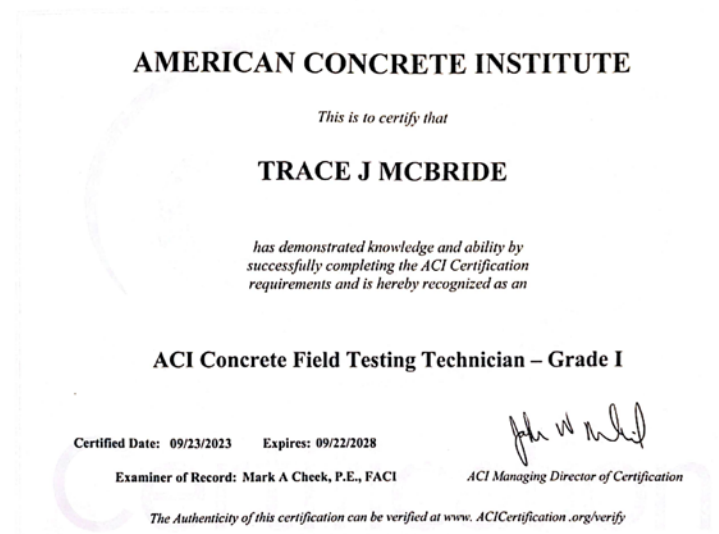 AMERICAN CONCRETE INSTITUTE
This is to certify that
TRACE J MCBRIDE
has demonstrated knowledge and ability by
successfully completing the ACI Certification
requirements and is hereby recognized as an
ACI Concrete Field Testing Technician – Grade I
Certified Date: 09/23/2023 Expires: 09/22/2028
Examiner of Record: Mark A Cheek, P.E., FACI
ACI Managing Director of Certification
The Authenticity of this certification can be verified at www. ACICertification .org/verify